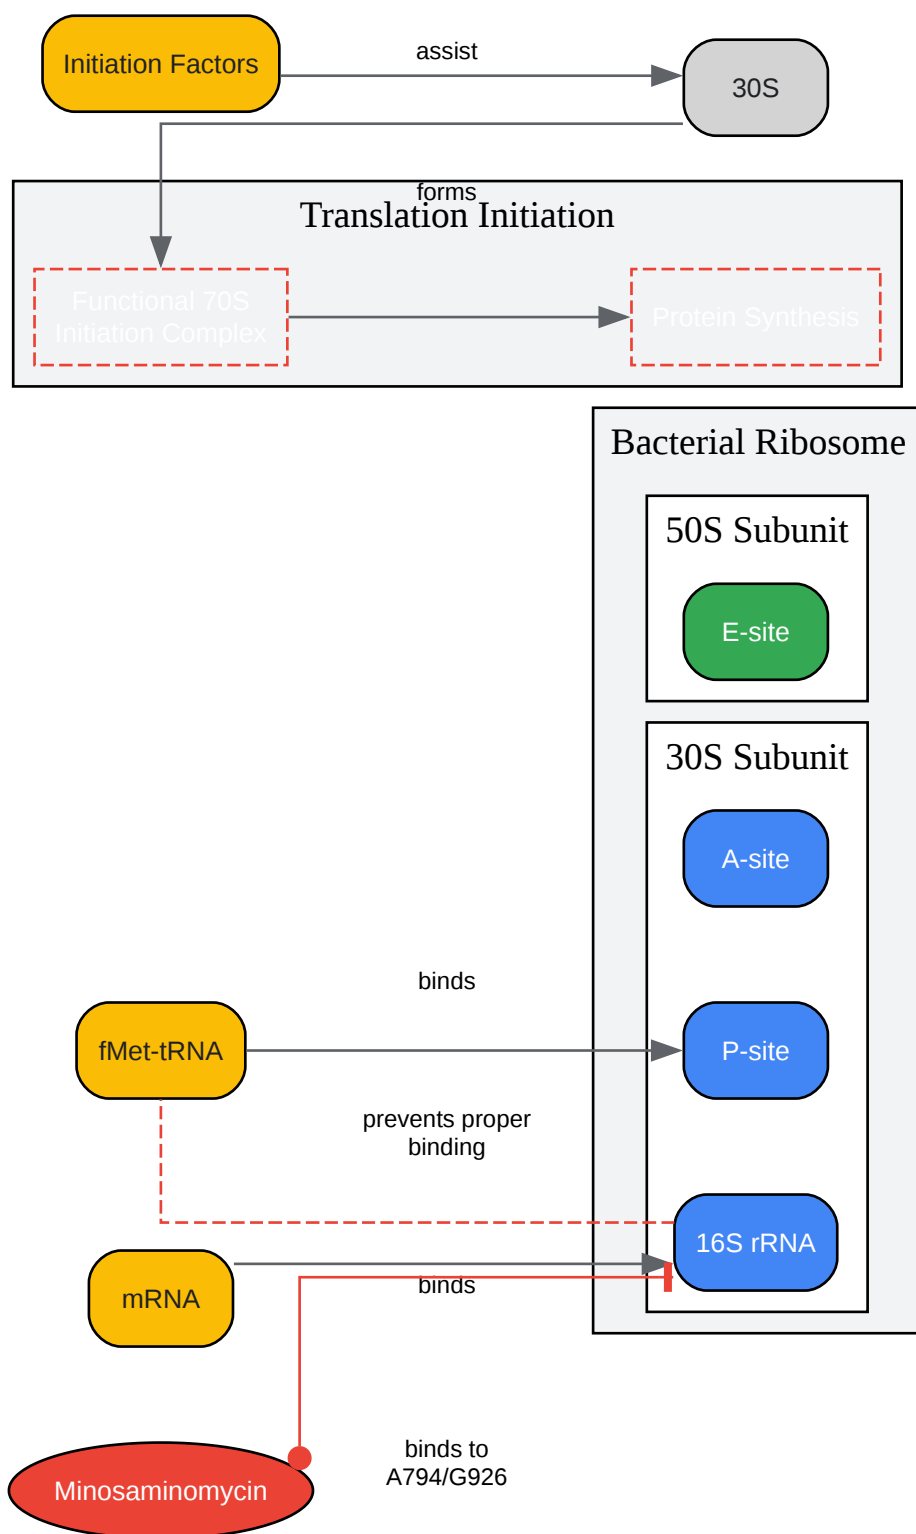 Initiation Factors
assist
30S
forms
Translation Initiation
Functional 70S
Initiation Complex
Protein Synthesis
Bacterial Ribosome
50S Subunit
E-site
30S Subunit
A-site
binds
fMet-tRNA
P-site
prevents proper
binding
16S rRNA
mRNA
binds
binds to
A794/G926
Minosaminomycin